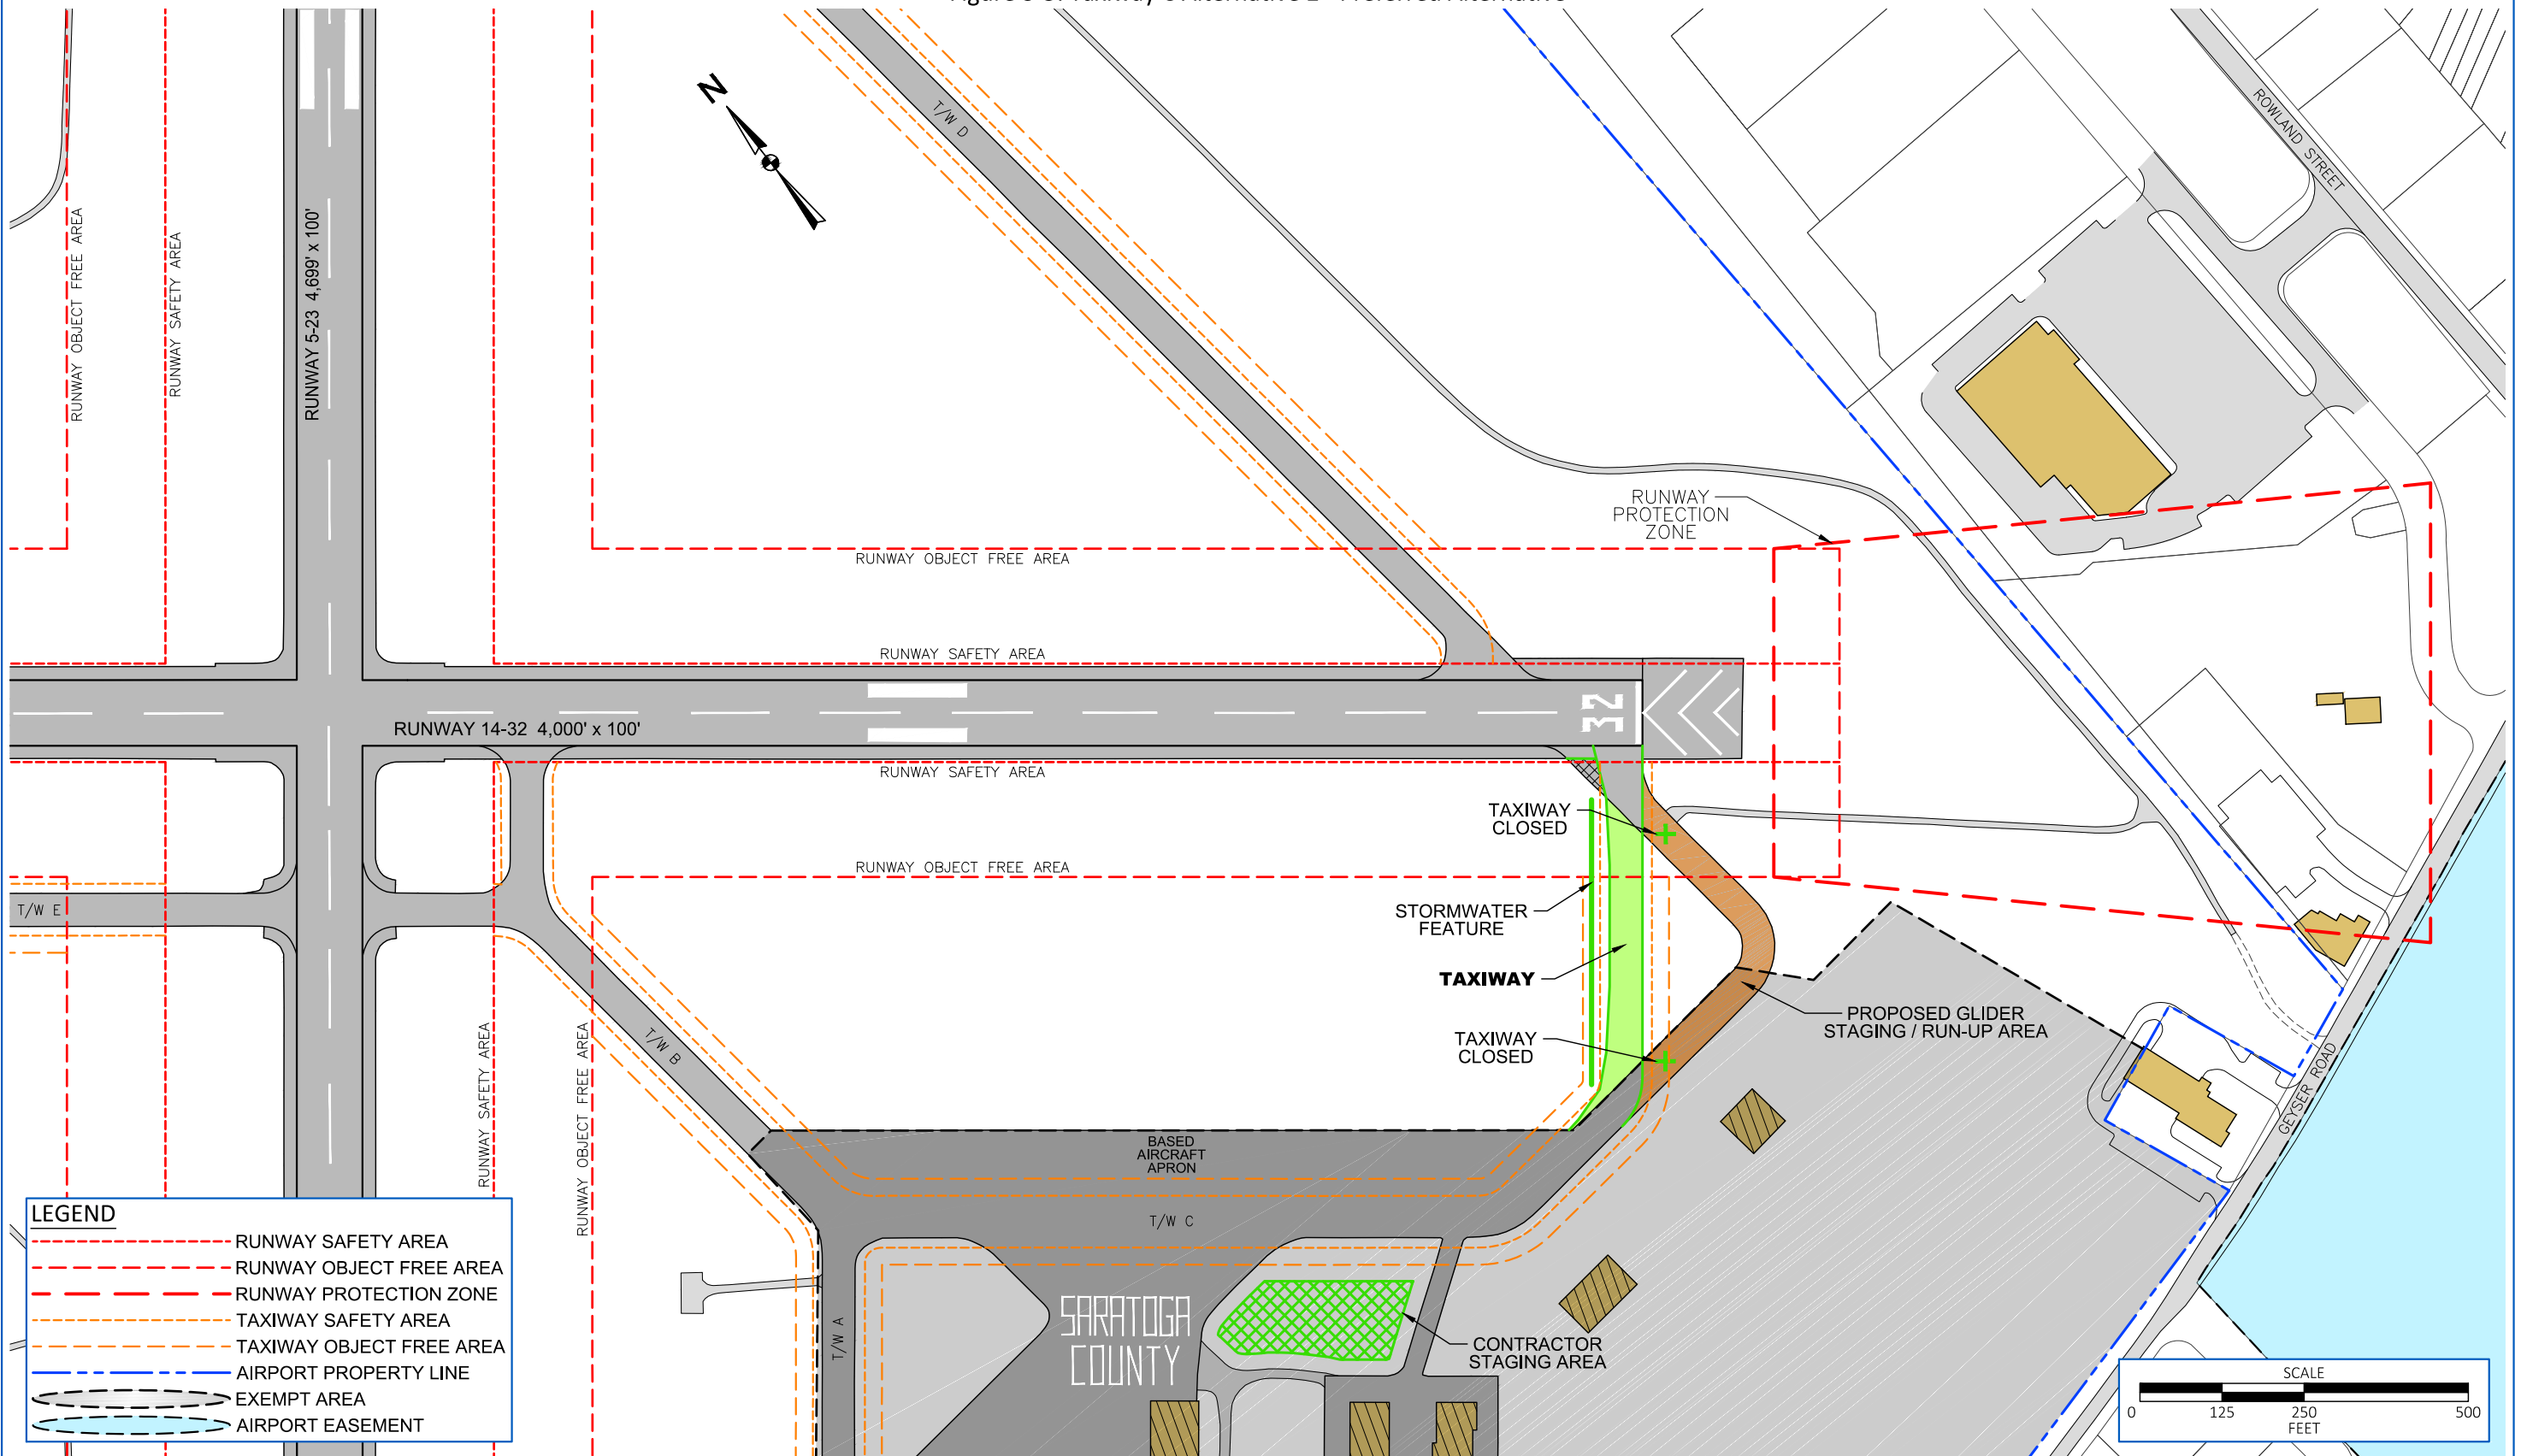 N
T/W D
ROWLAND STREET
RUNWAY OBJECT FREE AREA
RUNWAY SAFETY AREA
RUNWAY 5-23 4,699' x 100'
RUNWAY
PROTECTION
ZONE
RUNWAY OBJECT FREE AREA
RUNWAY SAFETY AREA
RUNWAY 14-32 4,000' x 100'
32
RUNWAY SAFETY AREA
TAXIWAY
CLOSED
RUNWAY OBJECT FREE AREA
T/W E
STORMWATER
FEATURE
TAXIWAY
PROPOSED GLIDER
STAGING / RUN-UP AREA
TAXIWAY
CLOSED
T/W B
RUNWAY SAFETY AREA
RUNWAY OBJECT FREE AREA
GEYSER ROAD
BASED
AIRCRAFT
APRON
T/W C
T/W A
SARATOGA
COUNTY
CONTRACTOR
STAGING AREA
LEGEND
RUNWAY SAFETY AREA
RUNWAY OBJECT FREE AREA
RUNWAY PROTECTION ZONE
TAXIWAY SAFETY AREA
TAXIWAY OBJECT FREE AREA
AIRPORT PROPERTY LINE
EXEMPT AREA
AIRPORT EASEMENT
SCALE
0 125 250 500
FEET